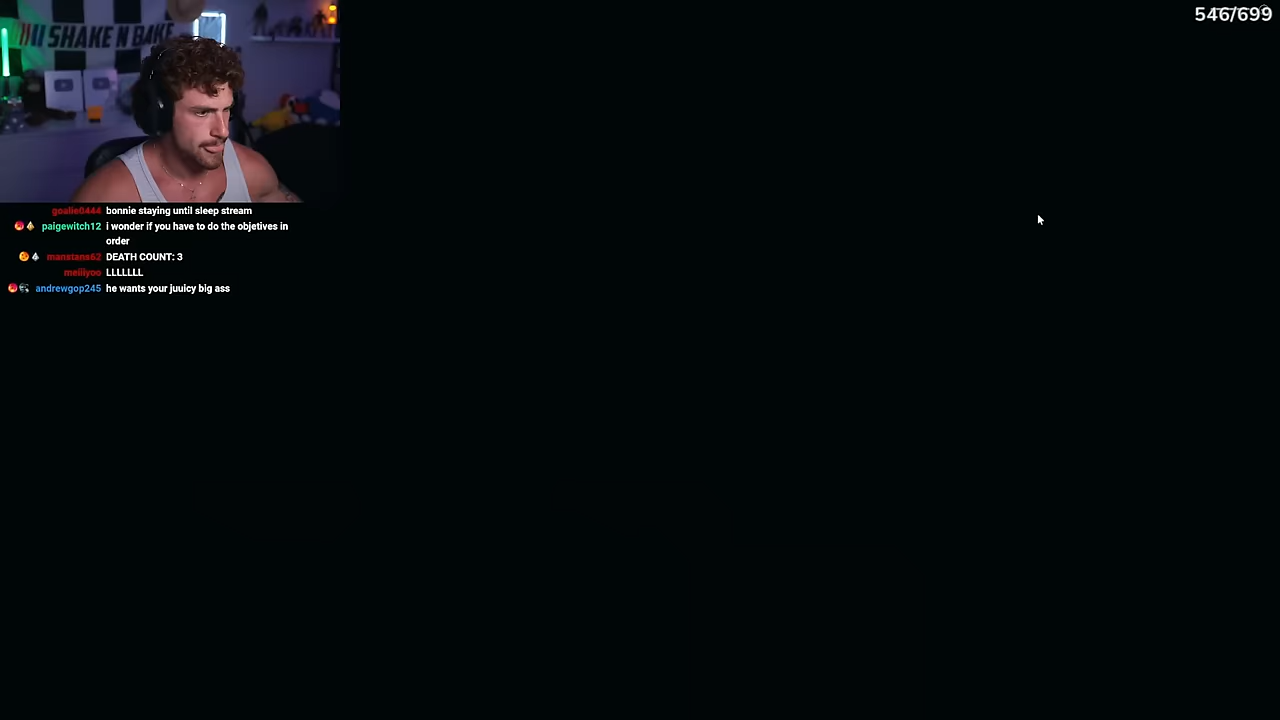 SHAKE N BAKE
546/699
goalie0444 bonnie staying until sleep stream
paigewitch12 i wonder if you have to do the objetives in
order
manstans62 DEATH COUNT: 3
meiiiyoo LLLLLLL
andrewgop245 he wants your juuicy big ass